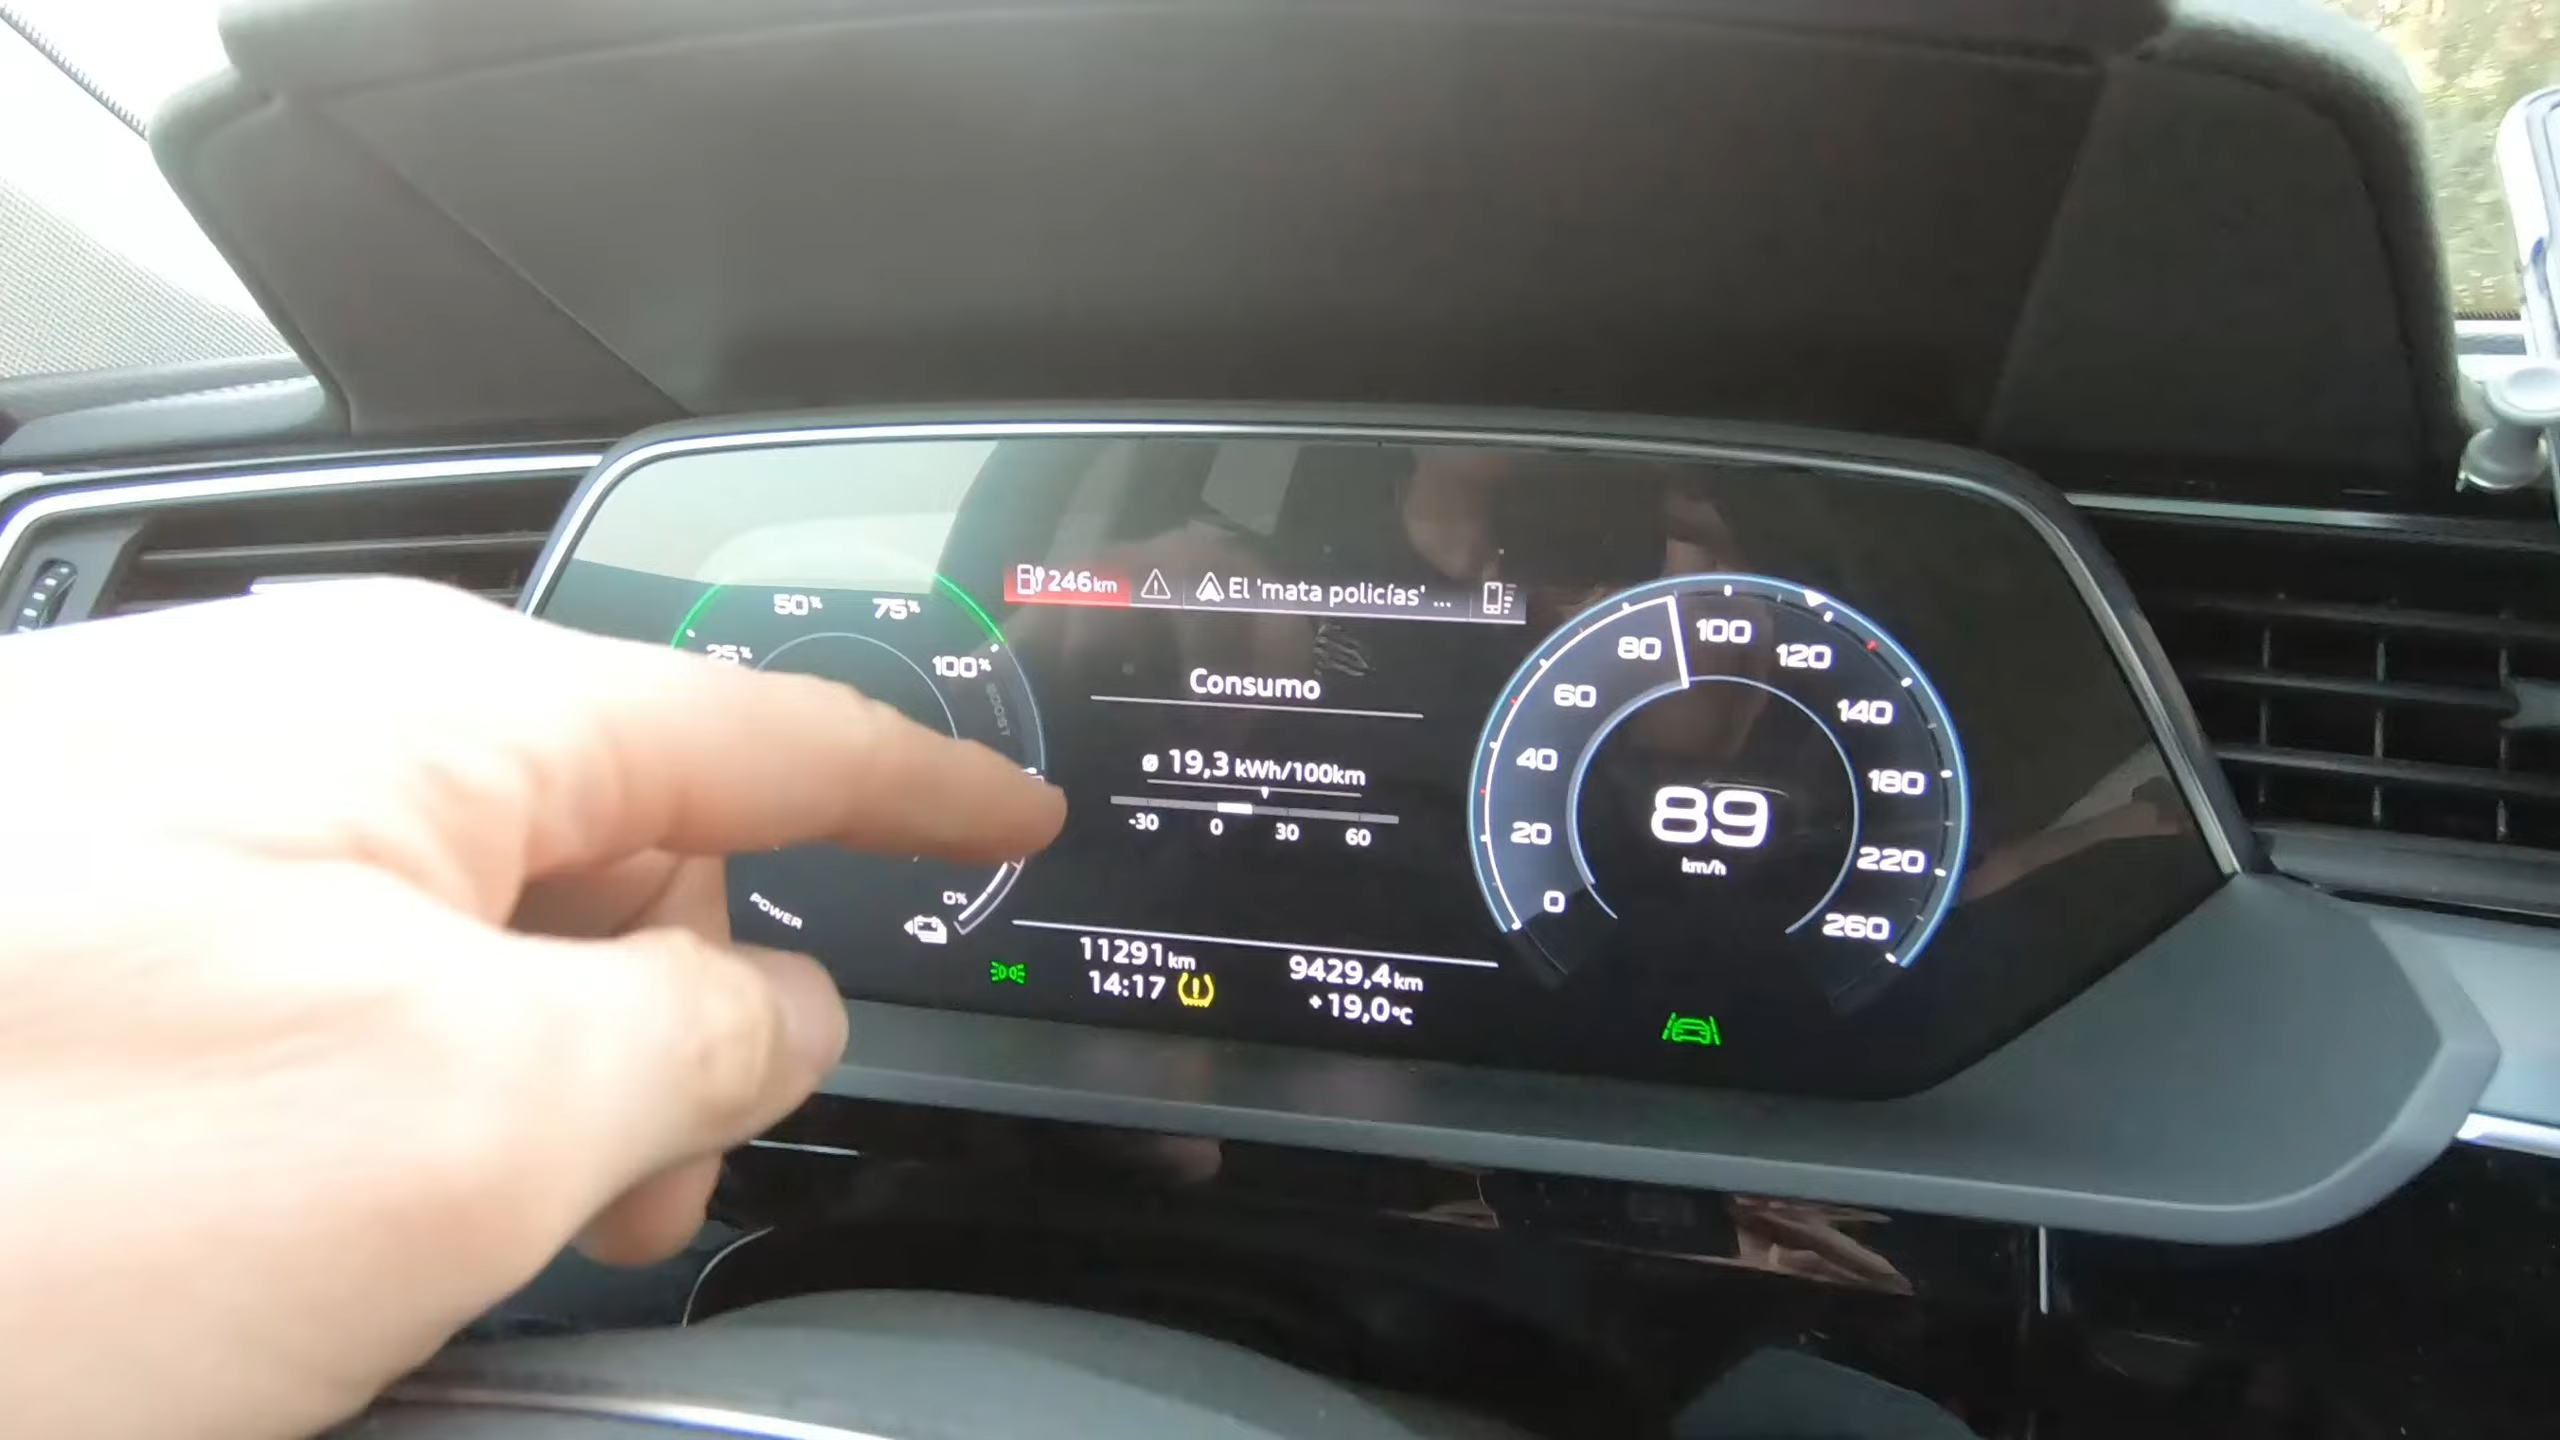 50%
75%
25%
100%
BOOST
POWER
0%
246km
El 'mata policías' ...
Consumo
ø 19,3 kWh/100km
-30 0 30 60
11291km
14:17
9429,4km
+19,0°C
0
20
40
60
80
100
120
140
180
220
260
89
km/h